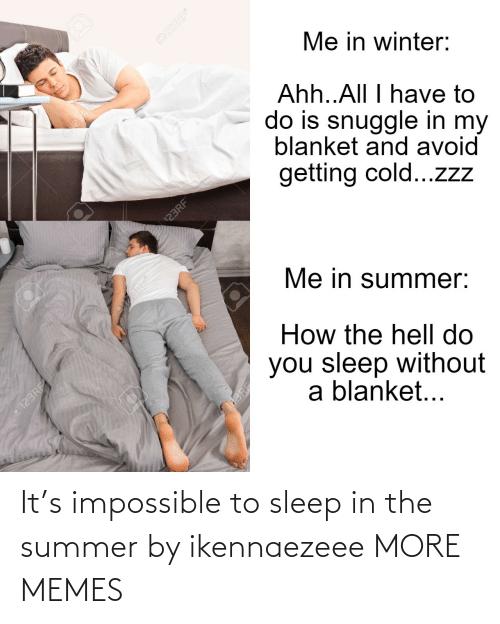 Me in winter:
Ahh..All I have to
do is snuggle in my
blanket and avoid
getting cold...zzz
123RF
Me in summer:
How the hell do
you sleep without
a blanket...
123RF
It's impossible to sleep in the
summer by ikennaezeee MORE
MEMES